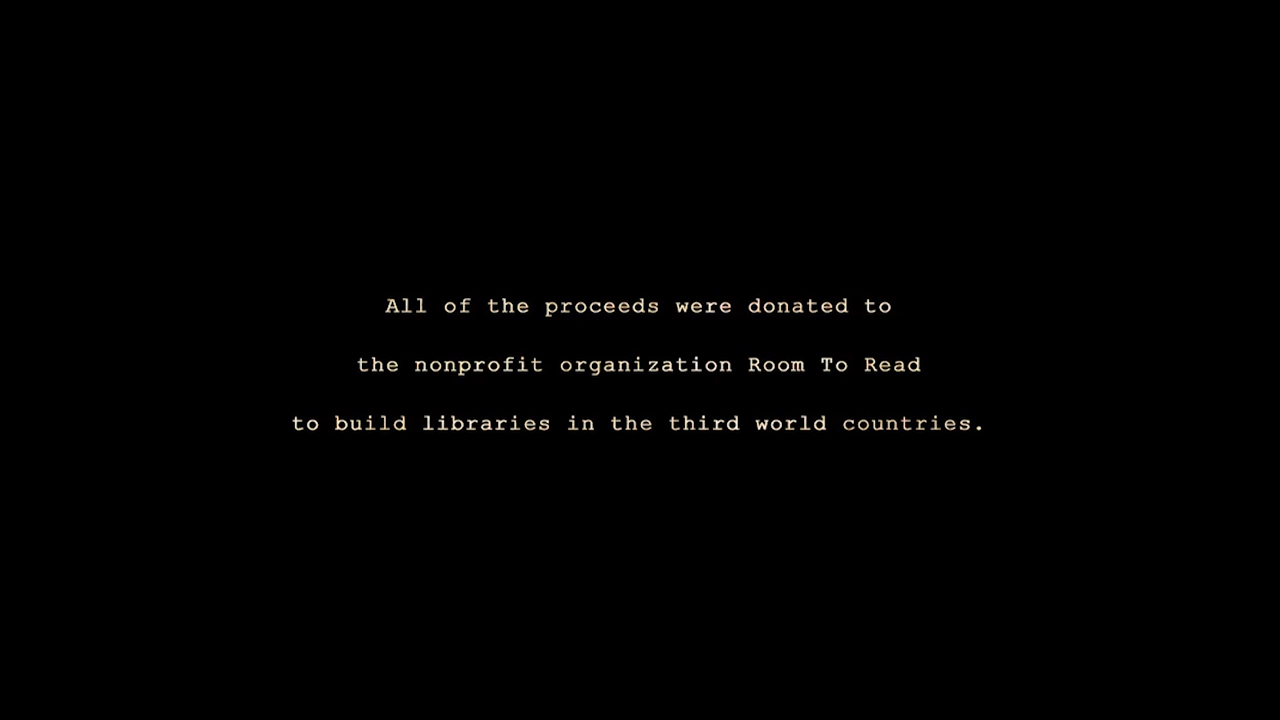 All of the proceeds were donated to
the nonprofit organization Room To Read
to build libraries in the third world countries.